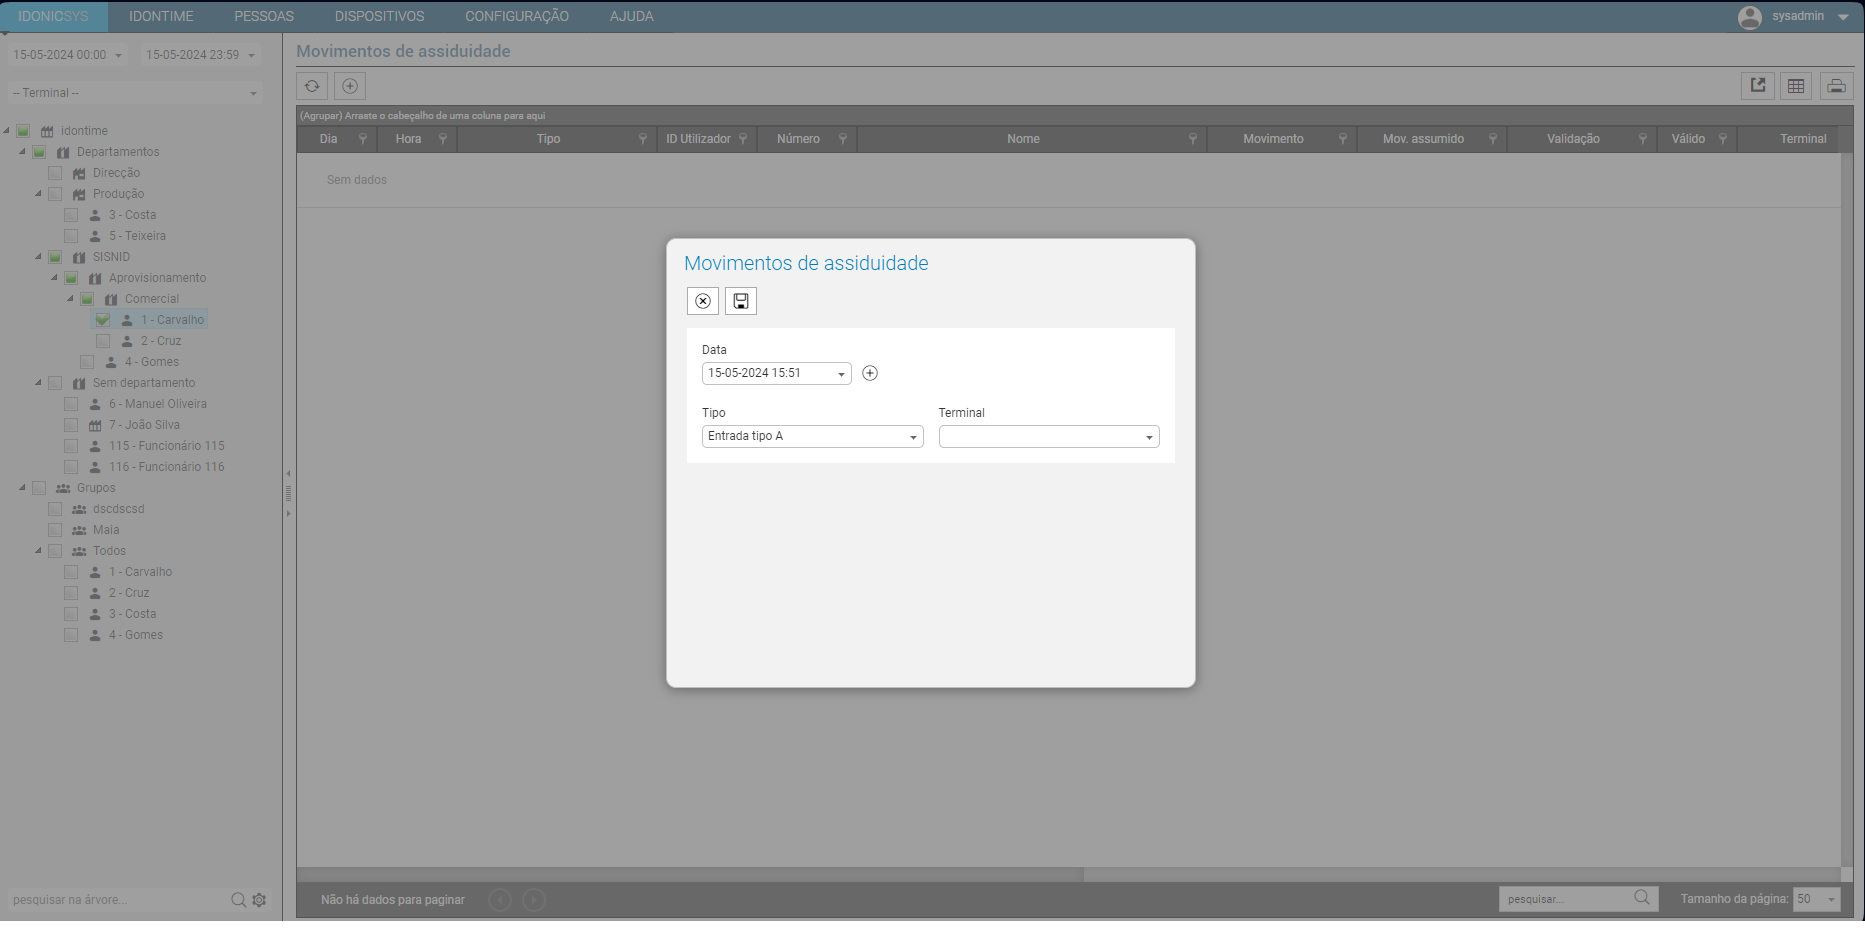 IDONICSYS IDONTIME PESSOAS DISPOSITIVOS CONFIGURAÇÃO AJUDA sysadmin
15-05-2024 00:00 15-05-2024 23:59
-- Terminal --
idontime
Departamentos
Direcção
Produção
3 - Costa
5 - Teixeira
SISNID
Aprovisionamento
Comercial
1 - Carvalho
2 - Cruz
4 - Gomes
Sem departamento
6 - Manuel Oliveira
7 - João Silva
115 - Funcionário 115
116 - Funcionário 116
Grupos
dscdscsd
Maia
Todos
1 - Carvalho
2 - Cruz
3 - Costa
4 - Gomes
pesquisar na árvore...
Movimentos de assiduidade
(Agrupar) Arraste o cabeçalho de uma coluna para aqui
Dia Hora Tipo ID Utilizador Número Nome Movimento Mov. assumido Validação Válido Terminal
Sem dados
Movimentos de assiduidade
Data
15-05-2024 15:51
Tipo Terminal
Entrada tipo A
Não há dados para paginar pesquisar... Tamanho da página: 50